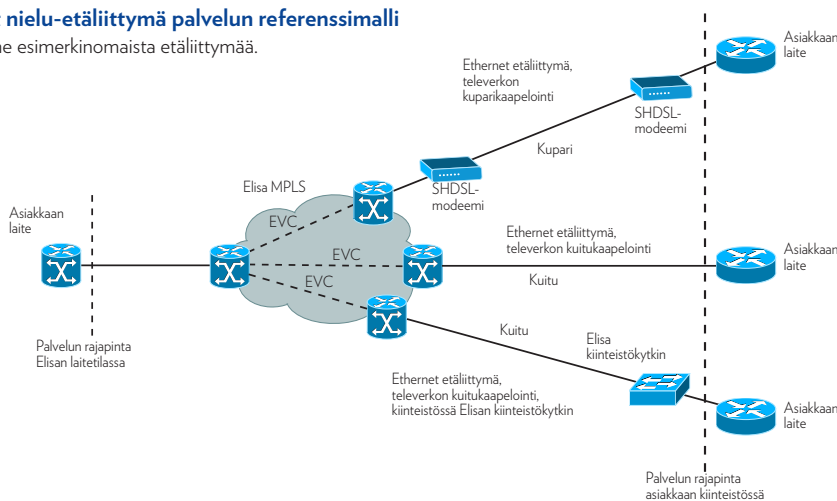 nielu-etäliittymä palvelun referenssimalli
esimerkinomaista etäliittymää.
Asiakkaan
laite
Ethernet etäliittymä,
televerkon
kuparikaapelointi
SHDSL-
modeemi
Kupari
Elisa MPLS
SHDSL-
modeemi
Asiakkaan
laite
EVC
EVC
EVC
Ethernet etäliittymä,
televerkon kuitukaapelointi
Kuitu
Asiakkaan
laite
Palvelun rajapinta
Elisan laitetilassa
Kuitu
Elisa
kiinteistökytkin
Ethernet etäliittymä,
televerkon kuitukaapelointi,
kiinteistössä Elisan kiinteistökytkin
Asiakkaan
laite
Palvelun rajapinta
asiakkaan kiinteistössä